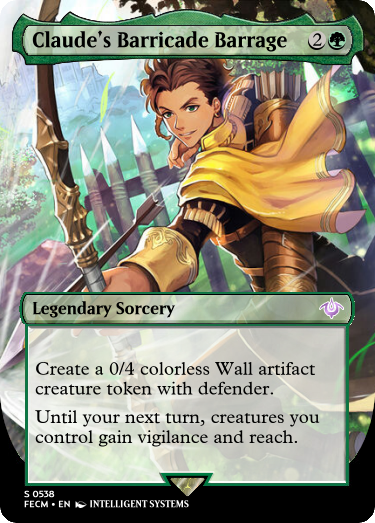 Claude's Barricade Barrage 2
Legendary Sorcery
Create a 0/4 colorless Wall artifact
creature token with defender.
Until your next turn, creatures you
control gain vigilance and reach.
S 0538
FECM • EN INTELLIGENT SYSTEMS